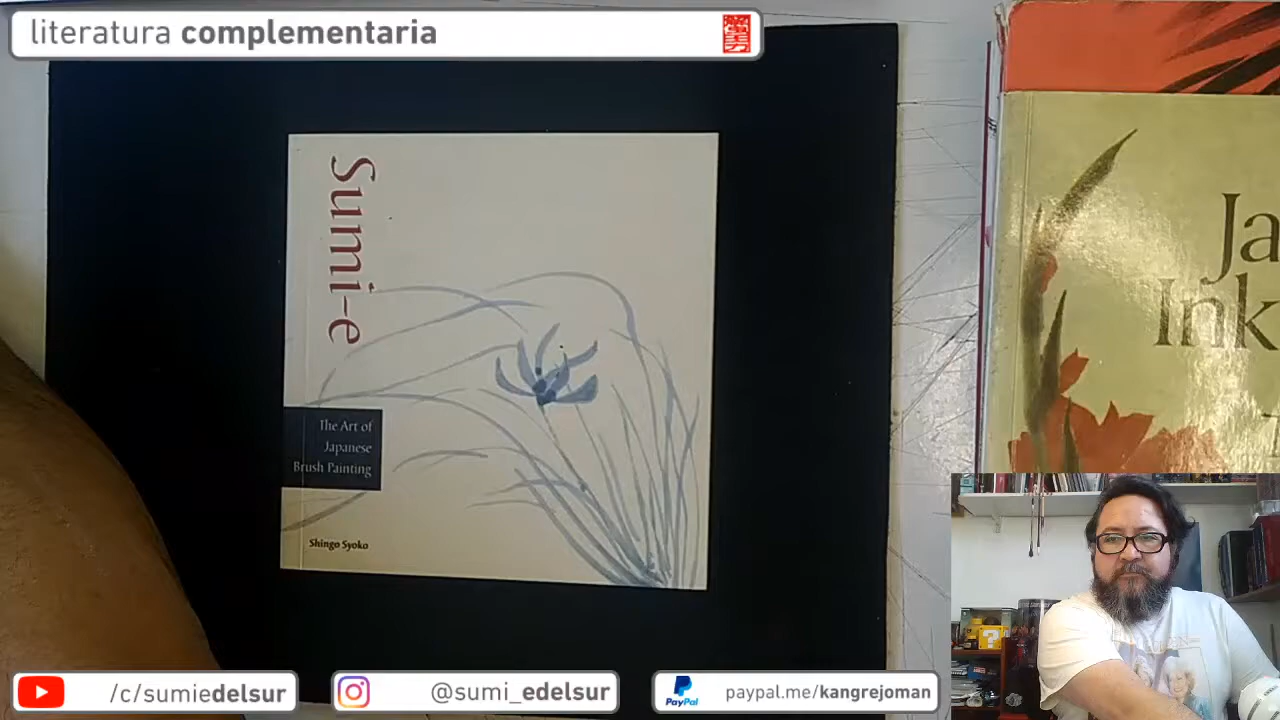 literatura complementaria
Sumi-e
The Art of
Japanese
Brush Painting
Shingo Syoko
Ja
Ink
/c/sumiedelsur
@sumi_edelsur
PayPal
paypal.me/kangrejoman